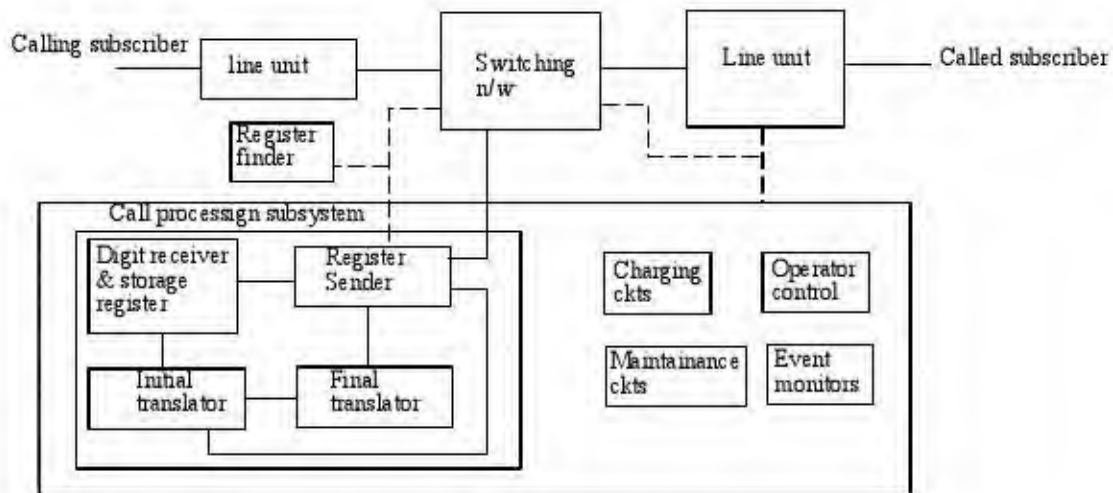 Calling subscriber
line unit
Switching
n/w
Line unit
Called subscriber
Register
finder
Call processign subsystem
Digit receiver
& storage
register
Register
Sender
Initial
translator
Final
translator
Charging
ckts
Operator
control
Maintainance
ckts
Event
monitors